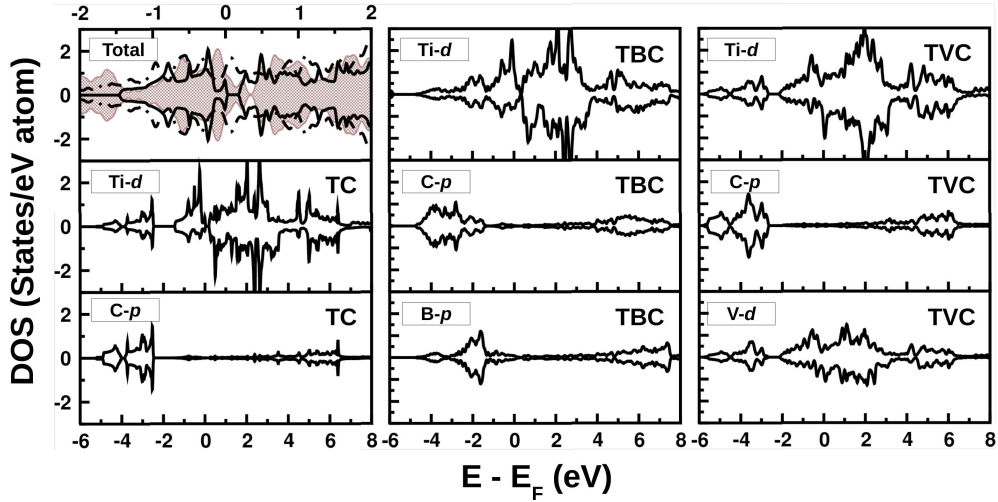 -2 -1 0 1 2
DOS (States/eV atom)
2
0
-2
Total
Ti-d
TBC
Ti-d
TVC
2
0
-2
Ti-d
TC
C-p
TBC
C-p
TVC
2
0
-2
C-p
TC
B-p
TBC
V-d
TVC
-6 -4 -2 0 2 4 6 8
-4 -2 0 2 4 6 8
-6 -4 -2 0 2 4 6 8
E - EF (eV)